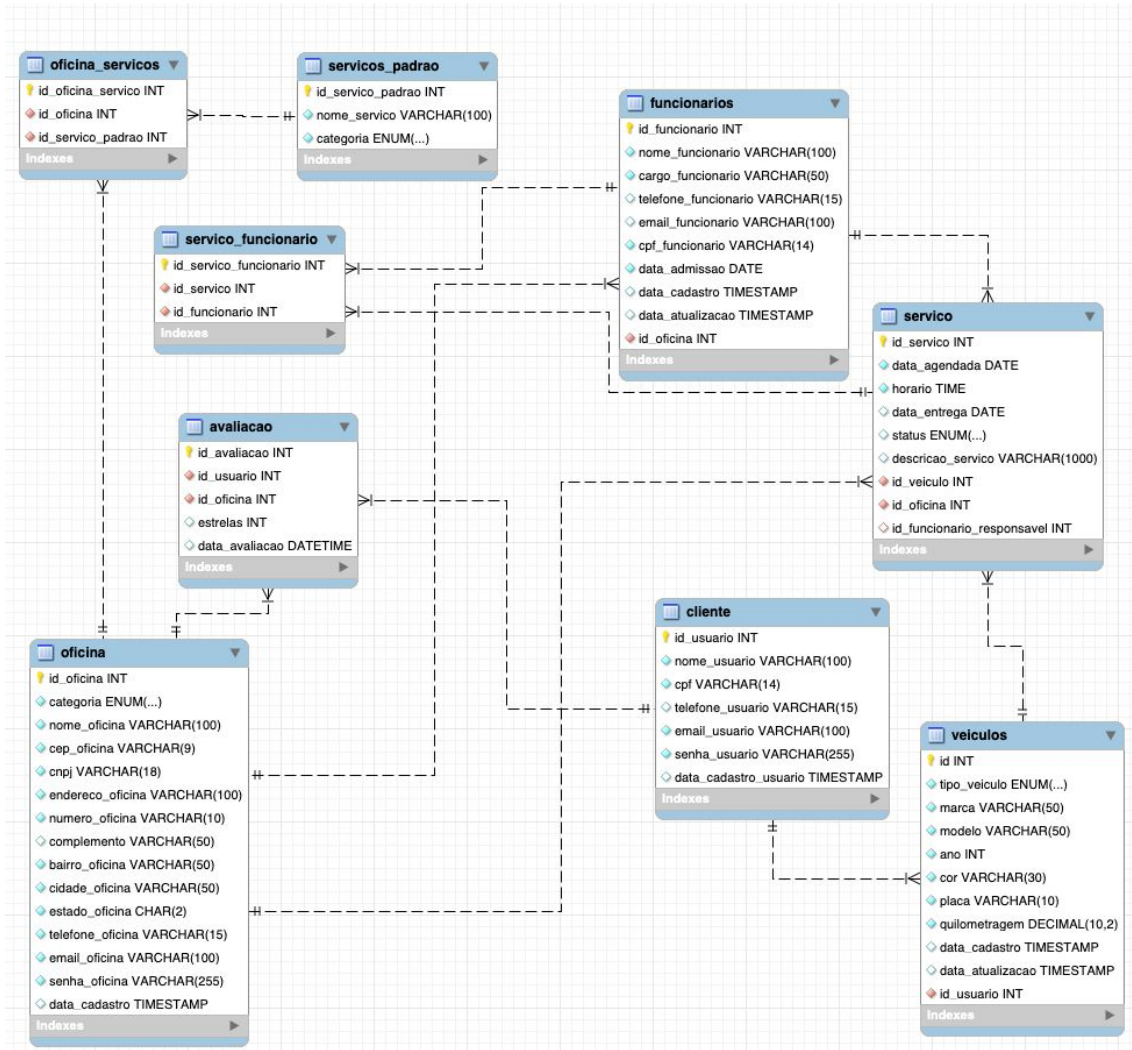 oficina_servicos
id_oficina_servico INT
id_oficina INT
id_servico_padrao INT
Indexes
servicos_padrao
id_servico_padrao INT
nome_servico VARCHAR(100)
categoria ENUM(...)
Indexes
funcionarios
id_funcionario INT
nome_funcionario VARCHAR(100)
cargo_funcionario VARCHAR(50)
telefone_funcionario VARCHAR(15)
email_funcionario VARCHAR(100)
cpf_funcionario VARCHAR(14)
data_admissao DATE
data_cadastro TIMESTAMP
data_atualizacao TIMESTAMP
id_oficina INT
Indexes
servico_funcionario
id_servico_funcionario INT
id_servico INT
id_funcionario INT
Indexes
servico
id_servico INT
data_agendada DATE
horario TIME
data_entrega DATE
status ENUM(...)
descricao_servico VARCHAR(1000)
id_veiculo INT
id_oficina INT
id_funcionario_responsavel INT
Indexes
avaliacao
id_avaliacao INT
id_usuario INT
id_oficina INT
estrelas INT
data_avaliacao DATETIME
Indexes
cliente
id_usuario INT
nome_usuario VARCHAR(100)
cpf VARCHAR(14)
telefone_usuario VARCHAR(15)
email_usuario VARCHAR(100)
senha_usuario VARCHAR(255)
data_cadastro_usuario TIMESTAMP
Indexes
oficina
id_oficina INT
categoria ENUM(...)
nome_oficina VARCHAR(100)
cep_oficina VARCHAR(9)
cnpj VARCHAR(18)
endereco_oficina VARCHAR(100)
numero_oficina VARCHAR(10)
complemento VARCHAR(50)
bairro_oficina VARCHAR(50)
cidade_oficina VARCHAR(50)
estado_oficina CHAR(2)
telefone_oficina VARCHAR(15)
email_oficina VARCHAR(100)
senha_oficina VARCHAR(255)
data_cadastro TIMESTAMP
Indexes
veiculos
id INT
tipo_veiculo ENUM(...)
marca VARCHAR(50)
modelo VARCHAR(50)
ano INT
cor VARCHAR(30)
placa VARCHAR(10)
quilometragem DECIMAL(10,2)
data_cadastro TIMESTAMP
data_atualizacao TIMESTAMP
id_usuario INT
Indexes